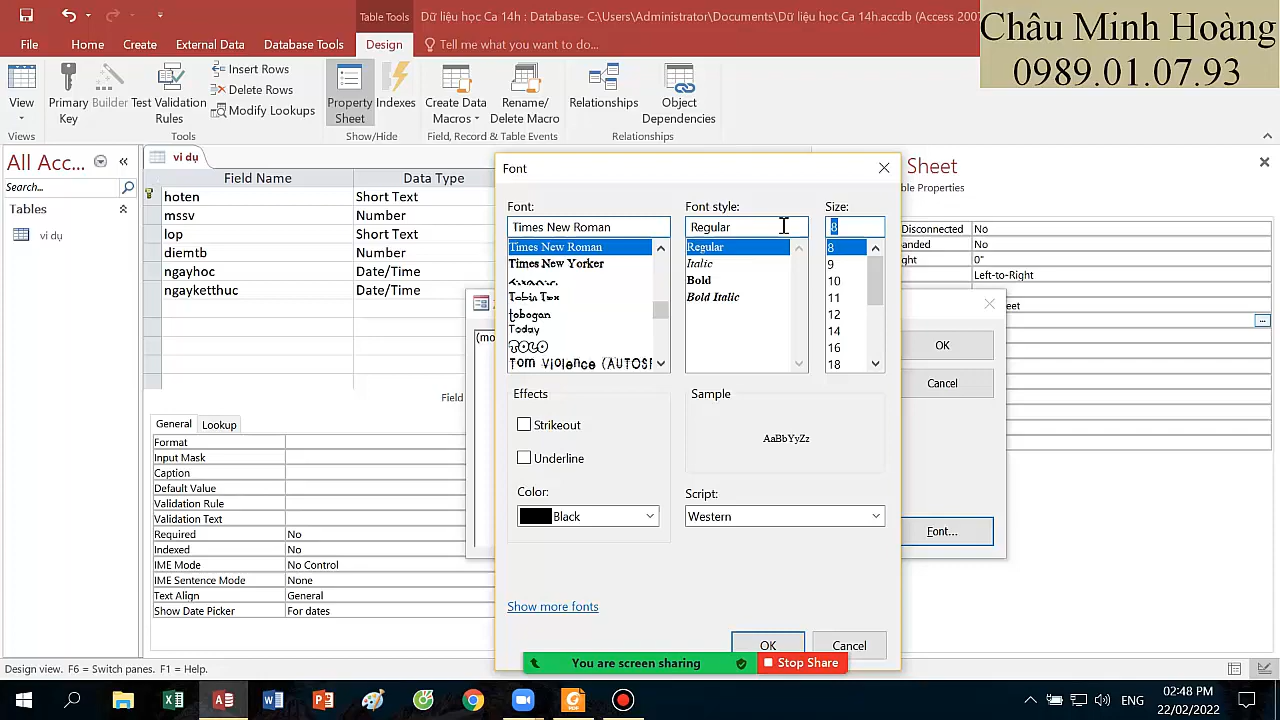 Table Tools
Dữ liệu học Ca 14h : Database- C:\Users\Administrator\Documents\Dữ liệu học Ca 14h.accdb (Access 2007
Châu Minh Hoàng
0989.01.07.93
File
Home
Create
External Data
Database Tools
Design
Tell me what you want to do...
View
Primary Key
Builder
Test Validation Rules
Insert Rows
Delete Rows
Modify Lookups
Property Sheet
Indexes
Create Data Macros
Rename/ Delete Macro
Relationships
Object Dependencies
Views
Tools
Show/Hide
Field, Record & Table Events
Relationships
All Acc...
Search...
Tables
ví dụ
ví dụ
Field Name
Data Type
hoten
Short Text
mssv
Number
lop
Short Text
diemtb
Number
ngayhoc
Date/Time
ngayketthuc
Date/Time
Field
General
Lookup
Format
Input Mask
Caption
Default Value
Validation Rule
Validation Text
Required
No
Indexed
No
IME Mode
No Control
IME Sentence Mode
None
Text Align
General
Show Date Picker
For dates
Font
Font:
Font style:
Size:
Times New Roman
Regular
8
Times New Roman
Regular
8
Times New Yorker
Italic
9
Bold
10
Bold Italic
11
tobogan
12
Today
14
TOLO
16
Tom Violence (AUTOSF
18
Effects
Sample
Strikeout
AaBbYyZz
Underline
Color:
Script:
Black
Western
Show more fonts
OK
Cancel
(mo
OK
Cancel
Font...
Sheet
ble Properties
Disconnected
No
anded
No
ght
0"
Left-to-Right
eet
...
You are screen sharing
Stop Share
Design view. F6 = Switch panes. F1 = Help.
ENG
02:48 PM
22/02/2022